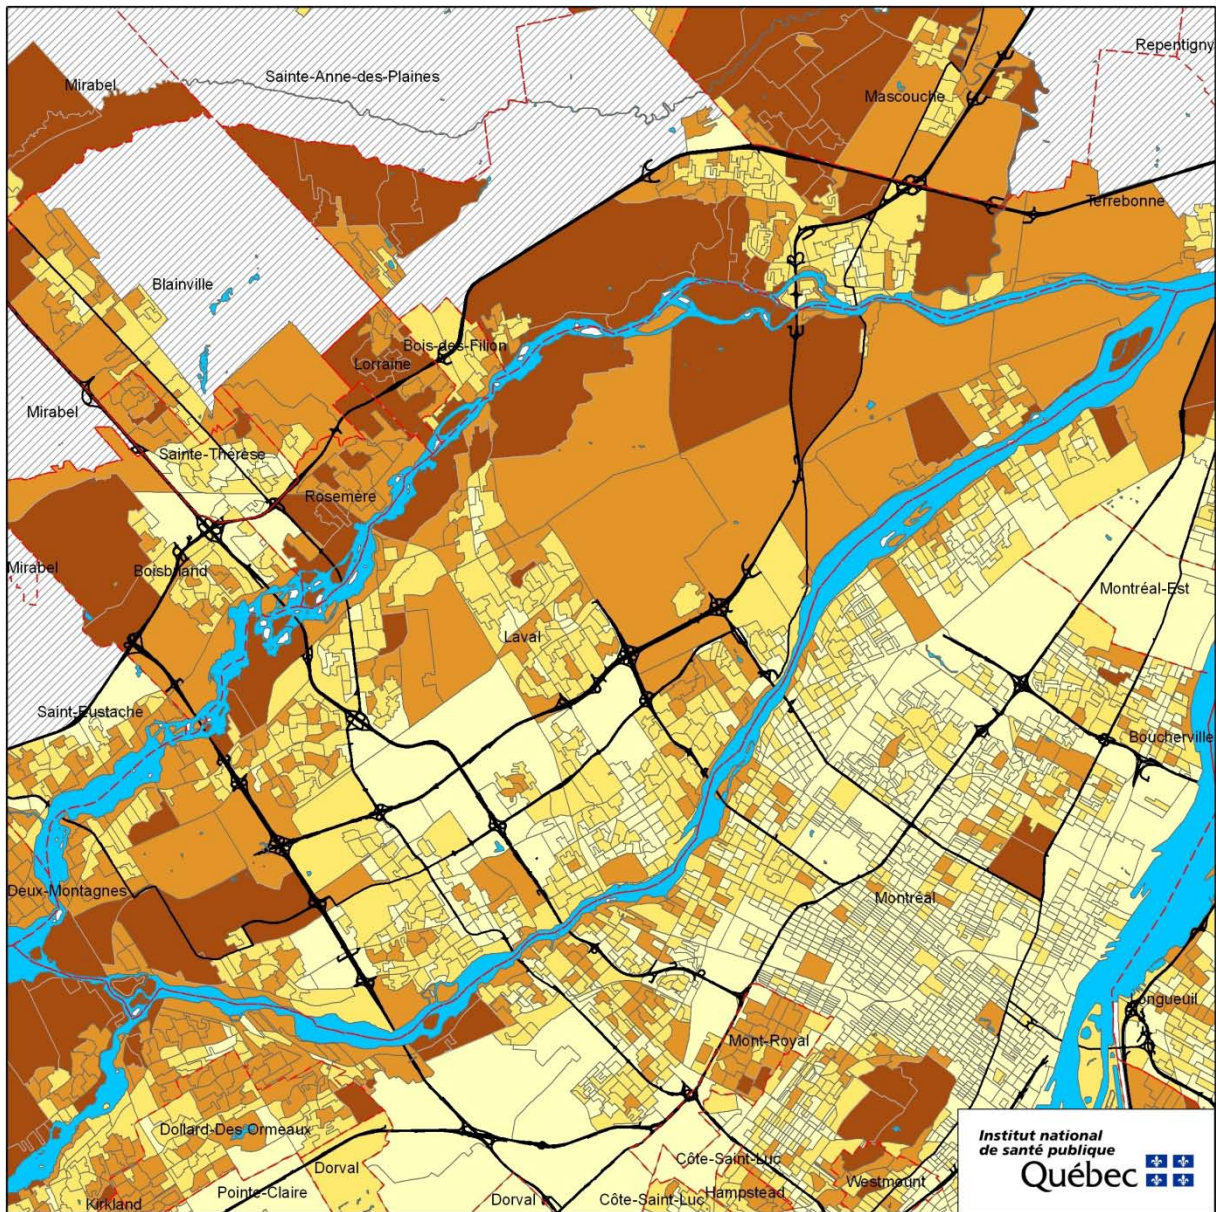 Repentigny
Sainte-Anne-des-Plaines
Mirabel
Mascouche
Terrebonne
Blainville
Bois-des-Filion
Lorraine
Mirabel
Sainte-Thérèse
Rosemère
Mirabel
Boisbriand
Montréal-Est
Laval
Saint-Eustache
Boucherville
Deux-Montagnes
Montréal
Longueuil
Mont-Royal
Dollard-Des Ormeaux
Côte-Saint-Luc
Dorval
Westmount
Pointe-Claire
Hampstead
Dorval
Côte-Saint-Luc
Kirkland
Institut national
de santé publique
Québec